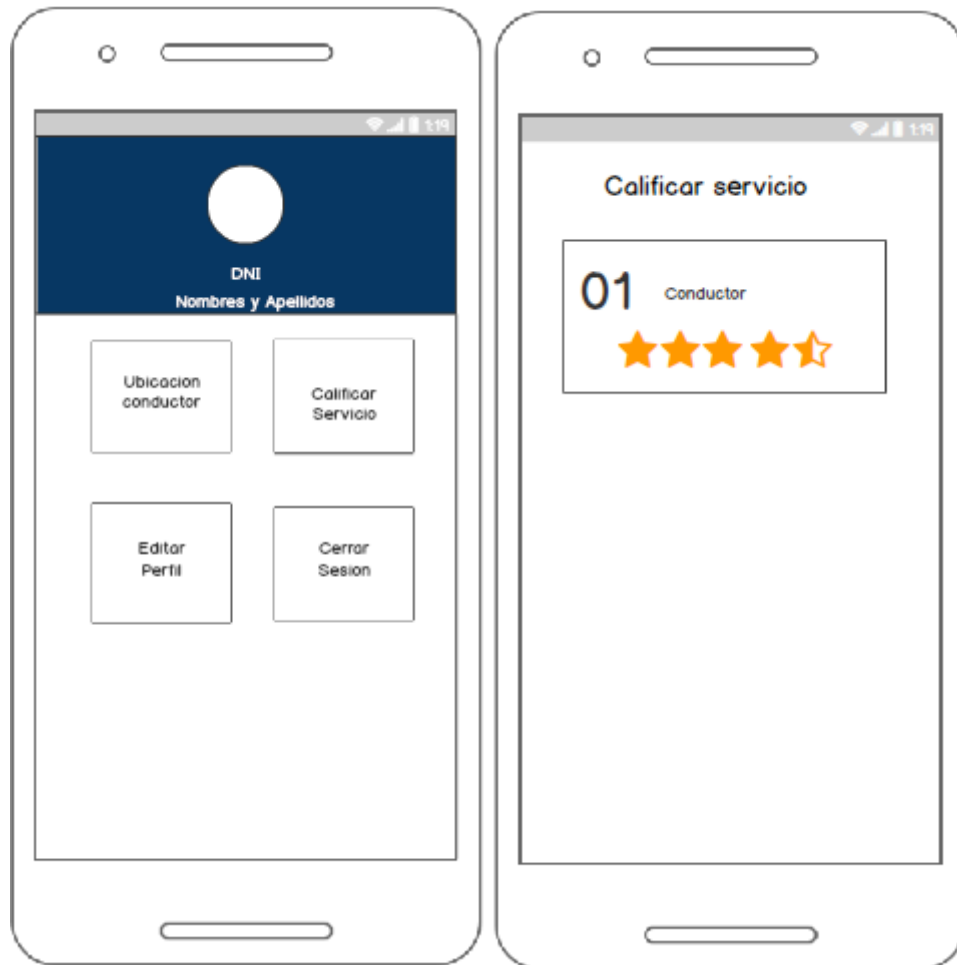 1:19
DNI
Nombres y Apellidos
Ubicacion
conductor
Calificar
Servicio
Editar
Perfil
Cerrar
Sesion
1:19
Calificar servicio
01 Conductor